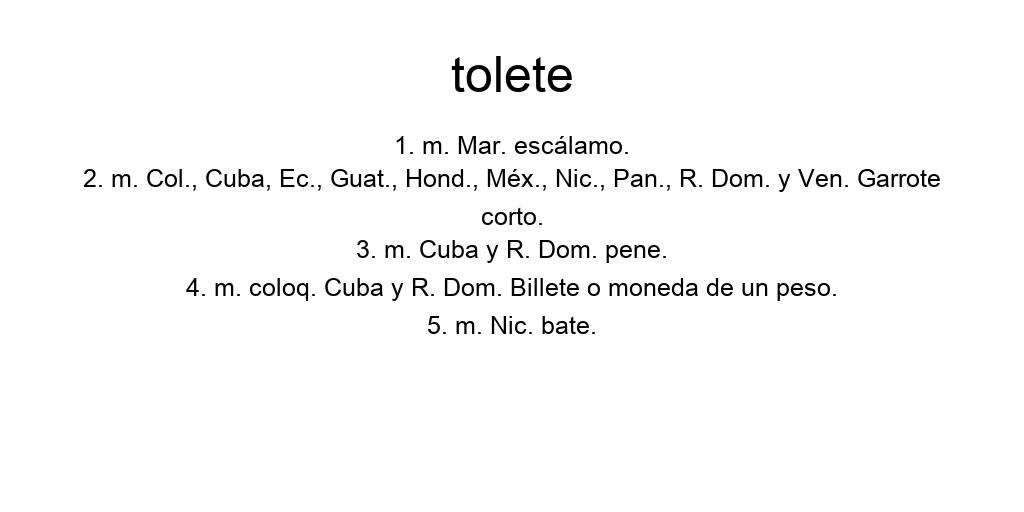 tolete
1. m. Mar. escálamo.
2. m. Col., Cuba, Ec., Guat., Hond., Méx., Nic., Pan., R. Dom. y Ven. Garrote
corto.
3. m. Cuba y R. Dom. pene.
4. m. coloq. Cuba y R. Dom. Billete o moneda de un peso.
5. m. Nic. bate.